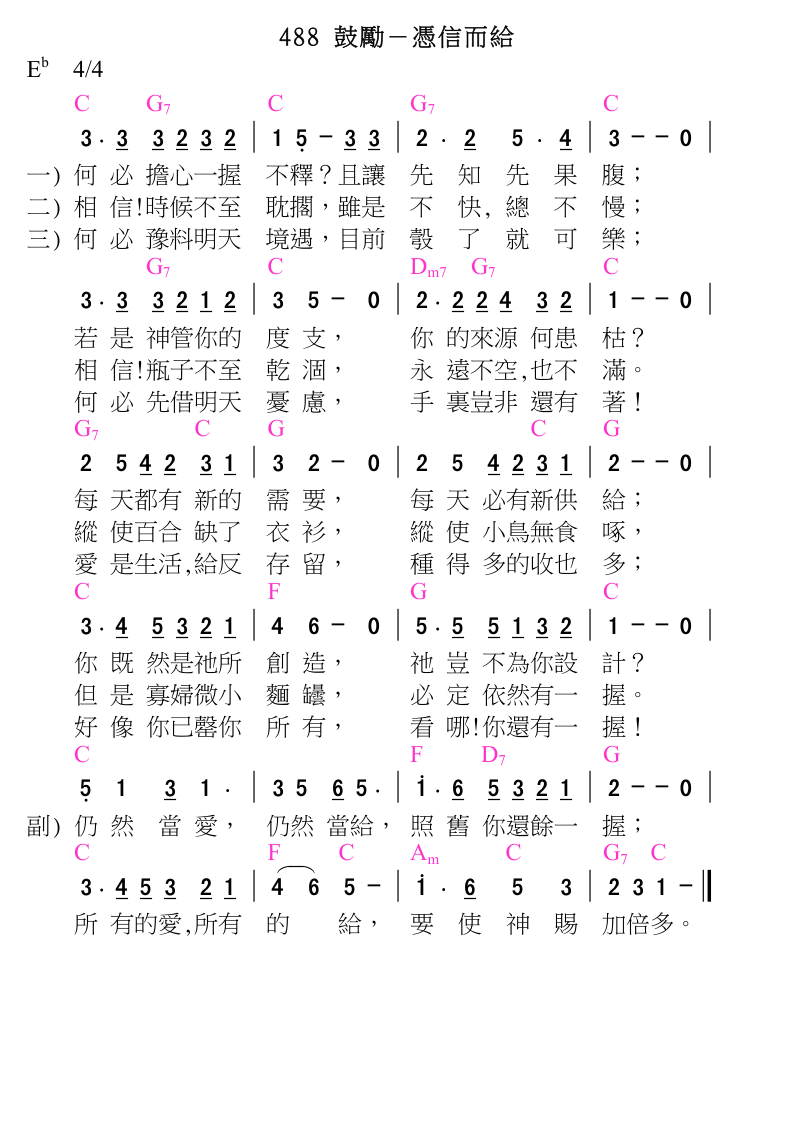 488 鼓勵－憑信而給
E♭ 4/4
C G7 C G7 C
3 · 3 3 2 3 2 | 1 5 － 3 3 | 2 · 2 5 · 4 | 3 － － 0 |
一) 何 必 擔心一握 不釋？且讓 先 知 先 果 腹；
二) 相 信!時候不至 耽擱，雖是 不 快, 總 不 慢；
三) 何 必 豫料明天 境遇，目前 彀 了 就 可 樂；
G7 C Dm7 G7 C
3 · 3 3 2 1 2 | 3 5 － 0 | 2 · 2 2 4 3 2 | 1 － － 0 |
若 是 神管你的 度 支， 你 的來源 何患 枯？
相 信!瓶子不至 乾 涸， 永 遠不空,也不 滿。
何 必 先借明天 憂 慮， 手 裏豈非 還有 著！
G7 C G C G
2 5 4 2 3 1 | 3 2 － 0 | 2 5 4 2 3 1 | 2 － － 0 |
每 天都有 新的 需 要， 每 天 必有新供 給；
縱 使百合 缺了 衣 衫， 縱 使 小鳥無食 啄，
愛 是生活,給反 存 留， 種 得 多的收也 多；
C F G C
3 · 4 5 3 2 1 | 4 6 － 0 | 5 · 5 5 1 3 2 | 1 － － 0 |
你 既 然是祂所 創 造， 祂 豈 不為你設 計？
但 是 寡婦微小 麵 罎， 必 定 依然有一 握。
好 像 你已罄你 所 有， 看 哪!你還有一 握！
C F D7 G
5 1 3 1 · | 3 5 6 5 · | 1 · 6 5 3 2 1 | 2 － － 0 |
副) 仍 然 當 愛， 仍然 當給， 照 舊 你還餘一 握；
C F C Am C G7 C
3 · 4 5 3 2 1 | 4 6 5 － | 1 · 6 5 3 | 2 3 1 － ‖
所 有的愛,所有 的 給， 要 使 神 賜 加倍多。